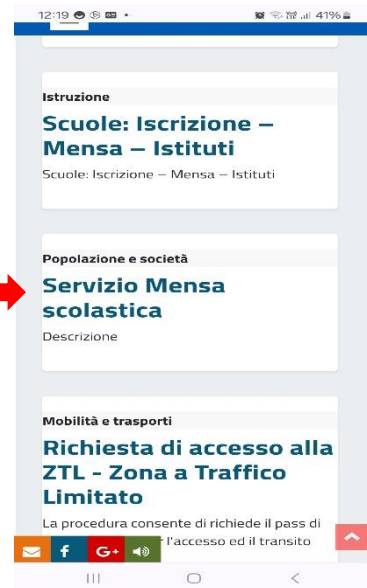 12:19
41%
Istruzione
Scuole: Iscrizione –
Mensa – Istituti
Scuole: Iscrizione – Mensa – Istituti
Popolazione e società
Servizio Mensa
scolastica
Descrizione
Mobilità e trasporti
Richiesta di accesso alla
ZTL - Zona a Traffico
Limitato
La procedura consente di richiede il pass di
l'accesso ed il transito
f G+